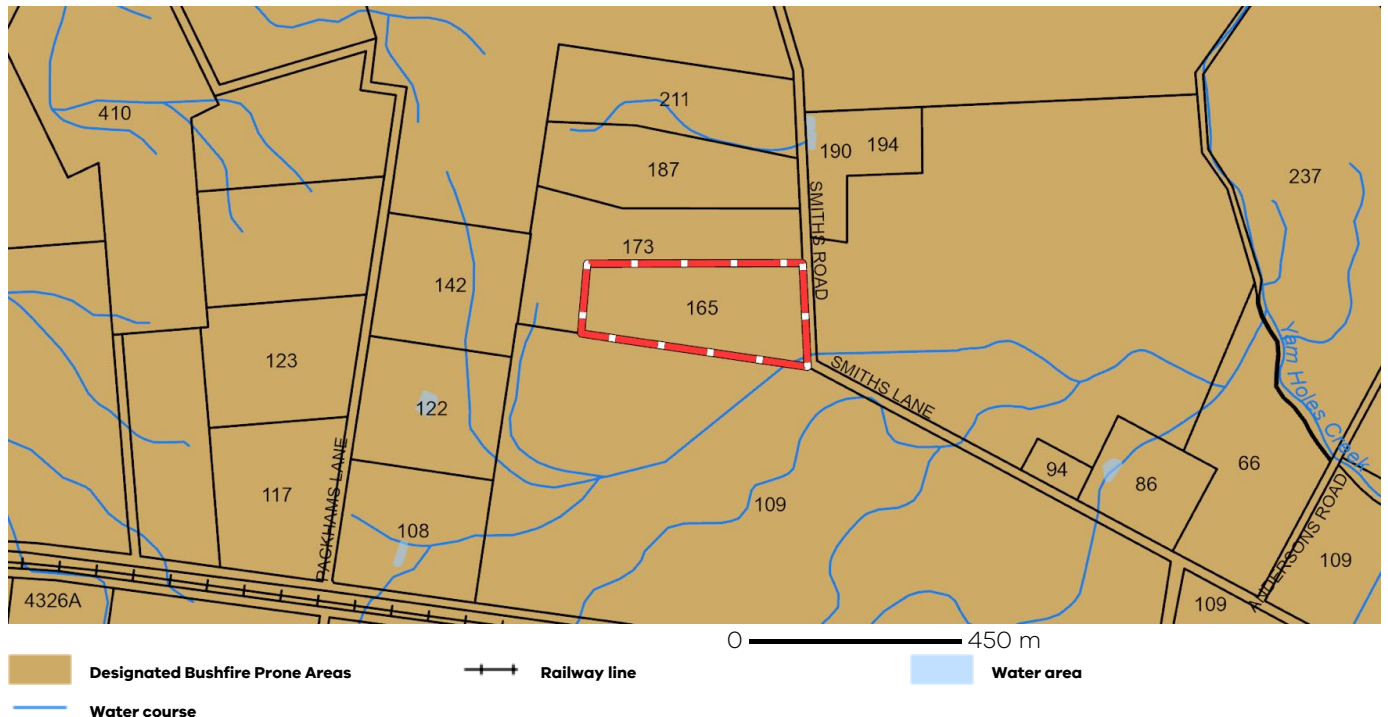 410
211
190 194
187
237
SMITHS ROAD
173
142
165
123
SMITHS LANE
Yam Holes Creek
122
PACKHAMS LANE
94
66
86
117
109
108
ANDERSONS ROAD
109
4326A
109
0 450 m
Designated Bushfire Prone Areas
Railway line
Water area
Water course